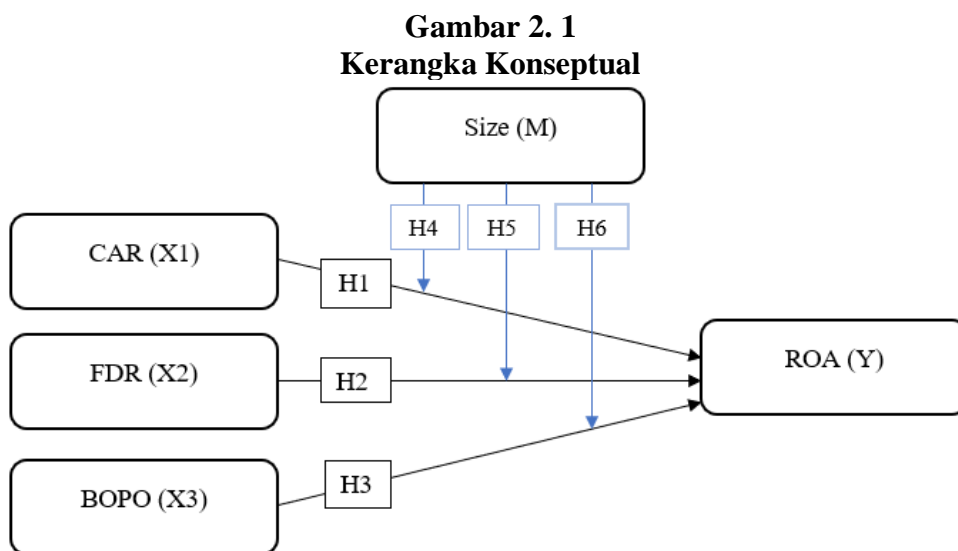 Gambar 2. 1
Kerangka Konseptual
Size (M)
H4
H5
H6
CAR (X1)
H1
FDR (X2)
H2
ROA (Y)
BOPO (X3)
H3